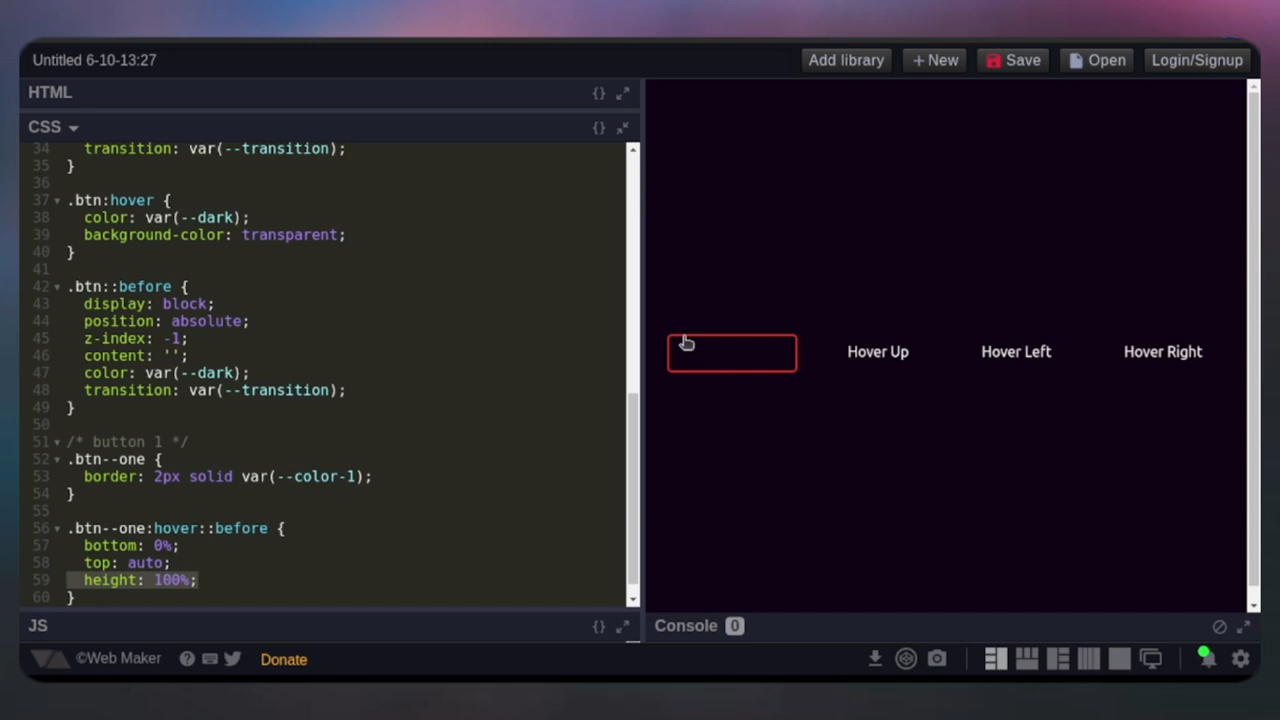 Untitled 6-10-13:27
Add library
+ New
Save
Open
Login/Signup
HTML
{}
CSS
{}
34 transition: var(--transition);
35 }
36
37 .btn:hover {
38 color: var(--dark);
39 background-color: transparent;
40 }
41
42 .btn::before {
43 display: block;
44 position: absolute;
45 z-index: -1;
46 content: '';
47 color: var(--dark);
48 transition: var(--transition);
49 }
50
51 /* button 1 */
52 .btn--one {
53 border: 2px solid var(--color-1);
54 }
55
56 .btn--one:hover::before {
57 bottom: 0%;
58 top: auto;
59 height: 100%;
60 }
Hover Up
Hover Left
Hover Right
JS
{}
Console 0
©Web Maker
?
Donate